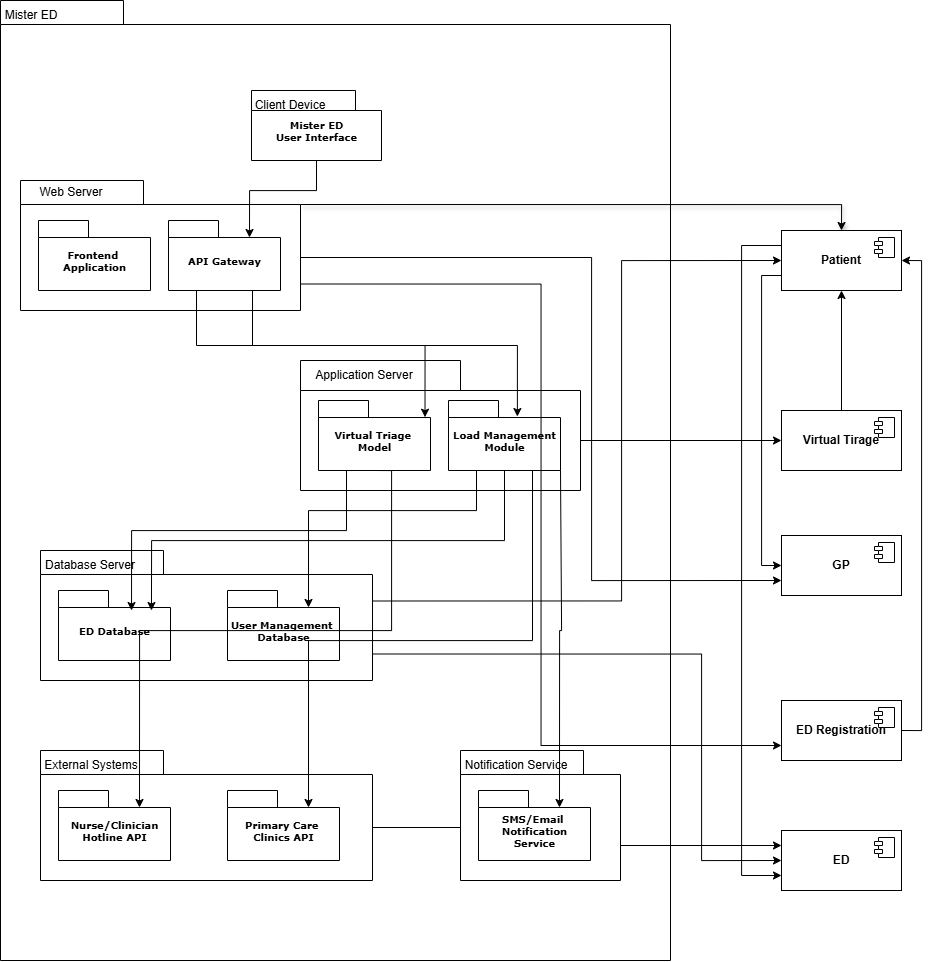 Mister ED
Client Device
Mister ED
User Interface
Web Server
Frontend
Application
API Gateway
Patient
Application Server
Virtual Triage
Model
Load Management
Module
Virtual Tirage
Database Server
ED Database
User Management
Database
GP
ED Registration
External Systems
Nurse/Clinician
Hotline API
Primary Care
Clinics API
Notification Service
SMS/Email
Notification
Service
ED